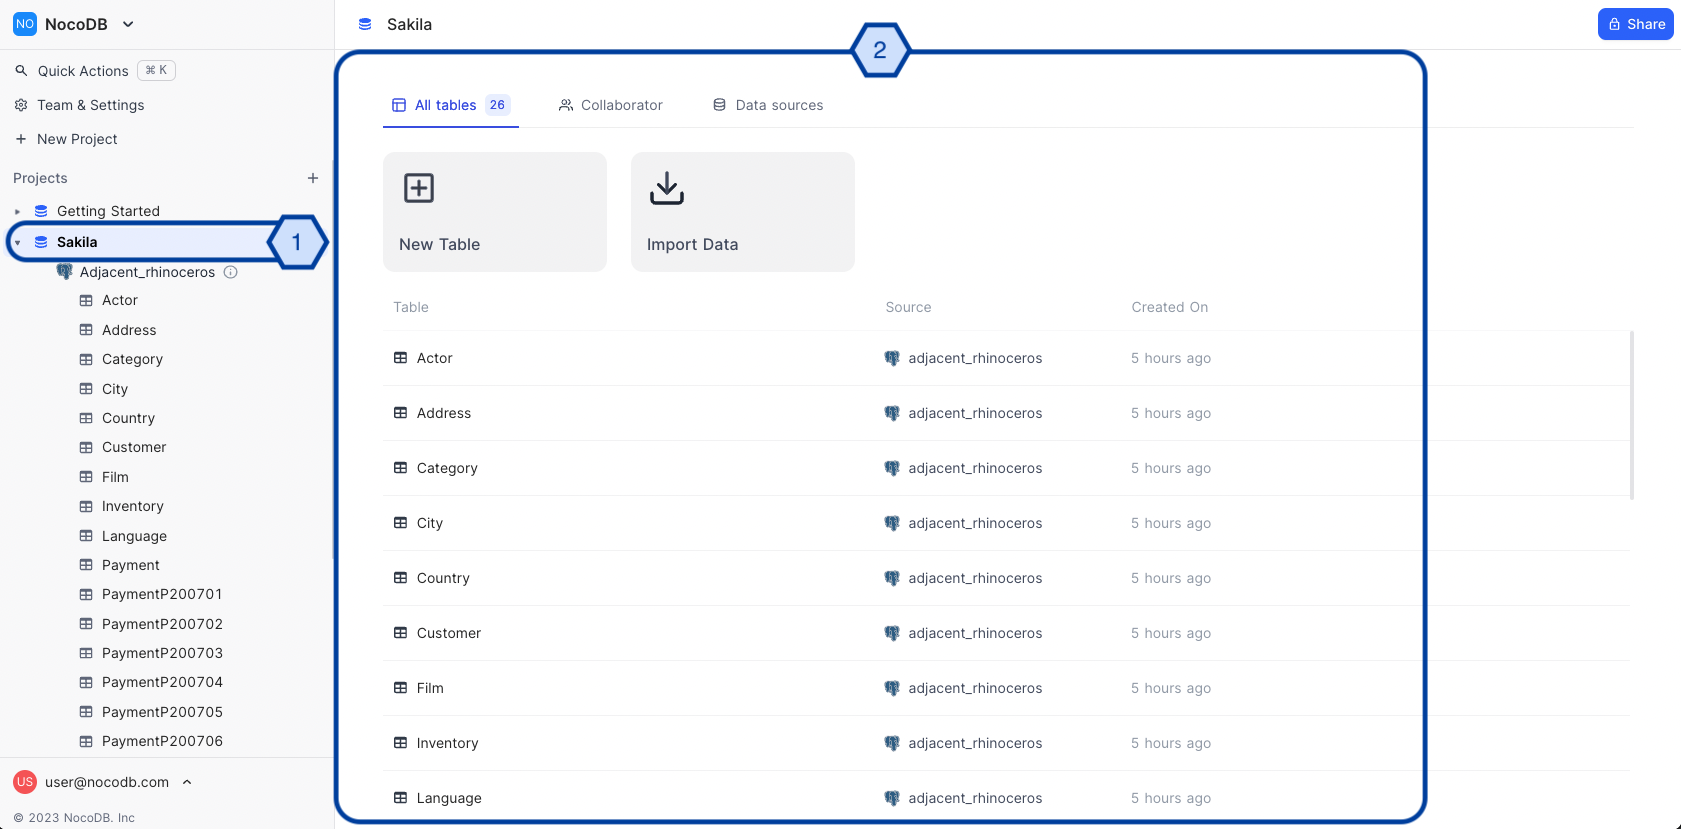 NO NocoDB
Quick Actions ⌘ K
Team & Settings
New Project
Projects
Getting Started
Sakila
1
Adjacent_rhinoceros
Actor
Address
Category
City
Country
Customer
Film
Inventory
Language
Payment
PaymentP200701
PaymentP200702
PaymentP200703
PaymentP200704
PaymentP200705
PaymentP200706
US user@nocodb.com
© 2023 NocoDB. Inc
Sakila
Share
2
All tables 26 Collaborator Data sources
New Table Import Data
Table Source Created On
Actor adjacent_rhinoceros 5 hours ago
Address adjacent_rhinoceros 5 hours ago
Category adjacent_rhinoceros 5 hours ago
City adjacent_rhinoceros 5 hours ago
Country adjacent_rhinoceros 5 hours ago
Customer adjacent_rhinoceros 5 hours ago
Film adjacent_rhinoceros 5 hours ago
Inventory adjacent_rhinoceros 5 hours ago
Language adjacent_rhinoceros 5 hours ago